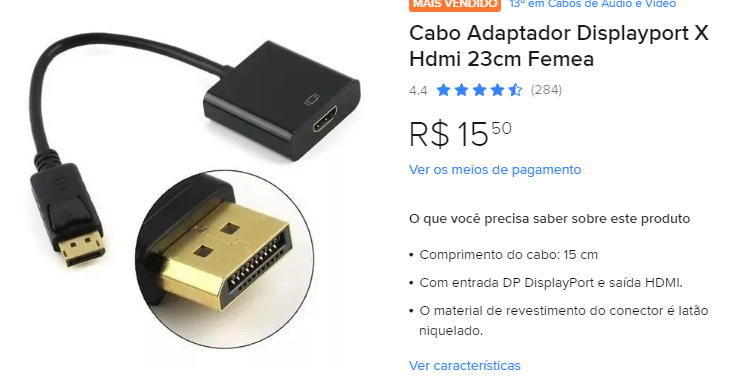 MAIS VENDIDO 13º em Cabos de Áudio e Vídeo
Cabo Adaptador Displayport X
Hdmi 23cm Femea
4.4 (284)
R$ 15 50
Ver os meios de pagamento
O que você precisa saber sobre este produto
• Comprimento do cabo: 15 cm
• Com entrada DP DisplayPort e saída HDMI.
• O material de revestimento do conector é latão
niquelado.
Ver características